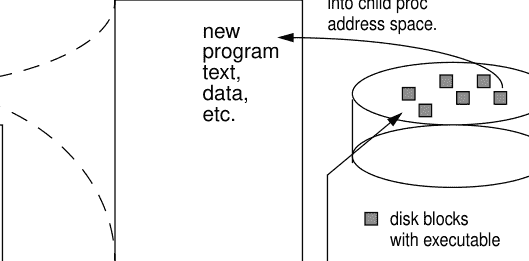 into child proc
address space.
new
program
text,
data,
etc.
disk blocks
with executable